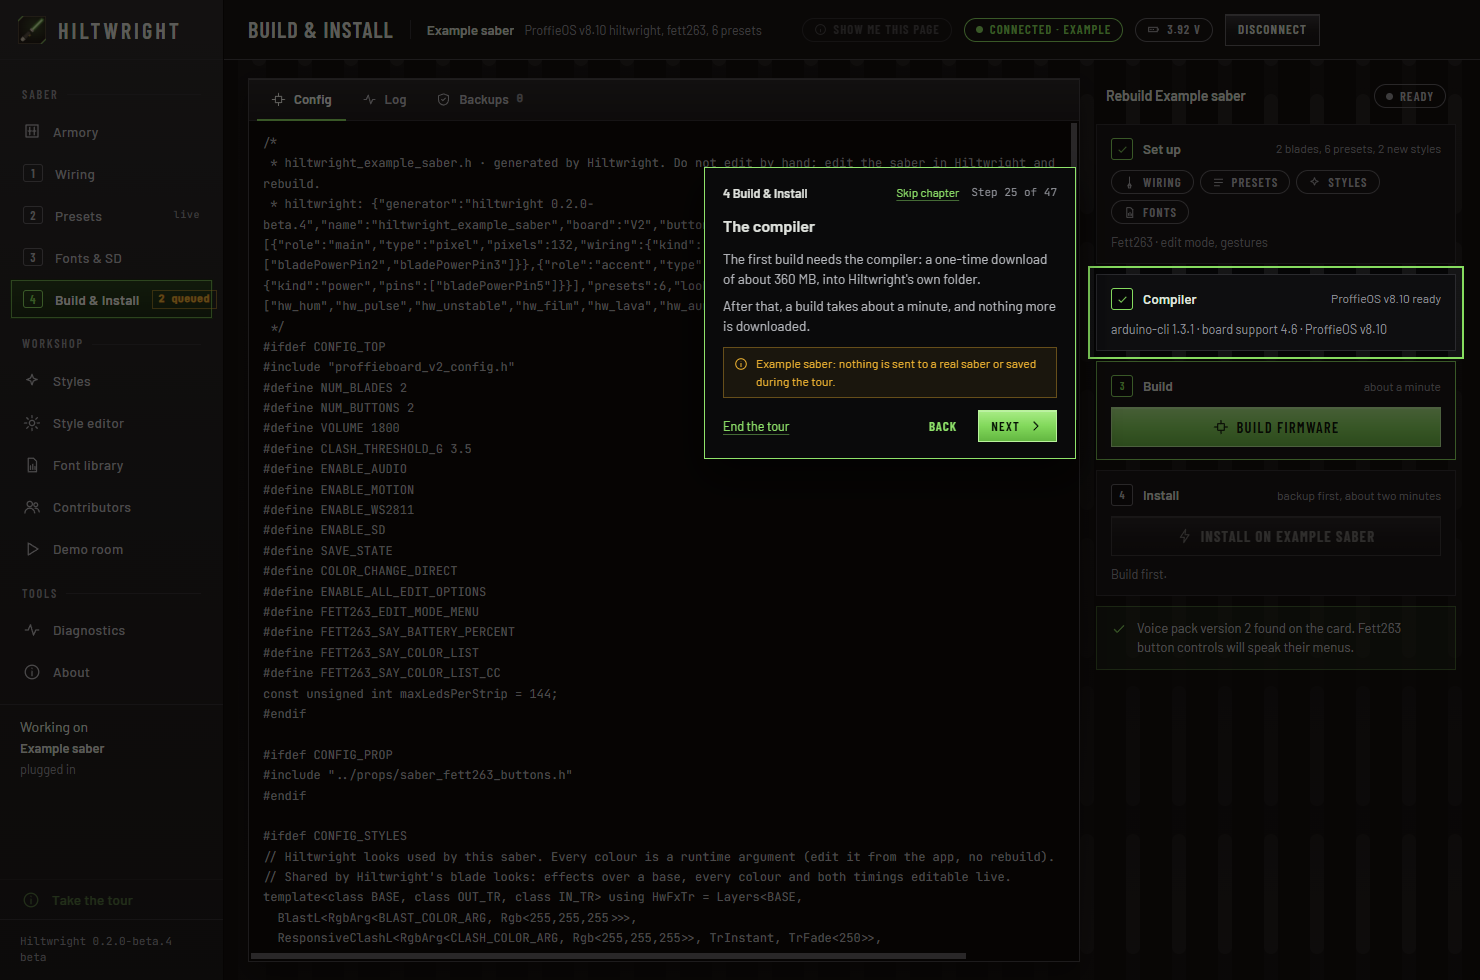 HILTWRIGHT
BUILD & INSTALL
Example saber
ProffieOS v8.10 hiltwright, fett263, 6 presets
SHOW ME THIS PAGE
CONNECTED · EXAMPLE
3.92 V
DISCONNECT
SABER
Armory
1 Wiring
2 Presets live
3 Fonts & SD
4 Build & Install 2 queued
WORKSHOP
Styles
Style editor
Font library
Contributors
Demo room
TOOLS
Diagnostics
About
Working on
Example saber
plugged in
Take the tour
Hiltwright 0.2.0-beta.4
beta
Config
Log
Backups 0
/*
* hiltwright_example_saber.h · generated by Hiltwright. Do not edit by hand: edit the saber in Hiltwright and
rebuild.
* hiltwright: {"generator":"hiltwright 0.2.0-
beta.4","name":"hiltwright_example_saber","board":"V2","button
[{"role":"main","type":"pixel","pixels":132,"wiring":{"kind":
["bladePowerPin2","bladePowerPin3"]}},{"role":"accent","type"
{"kind":"power","pins":["bladePowerPin5"]}}],"presets":6,"loo
["hw_hum","hw_pulse","hw_unstable","hw_film","hw_lava","hw_au
*/
#ifdef CONFIG_TOP
#include "proffieboard_v2_config.h"
#define NUM_BLADES 2
#define NUM_BUTTONS 2
#define VOLUME 1800
#define CLASH_THRESHOLD_G 3.5
#define ENABLE_AUDIO
#define ENABLE_MOTION
#define ENABLE_WS2811
#define ENABLE_SD
#define SAVE_STATE
#define COLOR_CHANGE_DIRECT
#define ENABLE_ALL_EDIT_OPTIONS
#define FETT263_EDIT_MODE_MENU
#define FETT263_SAY_BATTERY_PERCENT
#define FETT263_SAY_COLOR_LIST
#define FETT263_SAY_COLOR_LIST_CC
const unsigned int maxLedsPerStrip = 144;
#endif
#ifdef CONFIG_PROP
#include "../props/saber_fett263_buttons.h"
#endif
#ifdef CONFIG_STYLES
// Hiltwright looks used by this saber. Every colour is a runtime argument (edit it from the app, no rebuild).
// Shared by Hiltwright's blade looks: effects over a base, every colour and both timings editable live.
template<class BASE, class OUT_TR, class IN_TR> using HwFxTr = Layers<BASE,
BlastL<RgbArg<BLAST_COLOR_ARG, Rgb<255,255,255>>>,
ResponsiveClashL<RgbArg<CLASH_COLOR_ARG, Rgb<255,255,255>>, TrInstant, TrFade<250>>,
4 Build & Install
Skip chapter
Step 25 of 47
The compiler
The first build needs the compiler: a one-time download
of about 360 MB, into Hiltwright's own folder.
After that, a build takes about a minute, and nothing more
is downloaded.
Example saber: nothing is sent to a real saber or saved
during the tour.
End the tour
BACK
NEXT
Rebuild Example saber
READY
Set up
2 blades, 6 presets, 2 new styles
WIRING
PRESETS
STYLES
FONTS
Fett263 · edit mode, gestures
Compiler
ProffieOS v8.10 ready
arduino-cli 1.3.1 · board support 4.6 · ProffieOS v8.10
3 Build
about a minute
BUILD FIRMWARE
4 Install
backup first, about two minutes
INSTALL ON EXAMPLE SABER
Build first.
Voice pack version 2 found on the card. Fett263
button controls will speak their menus.